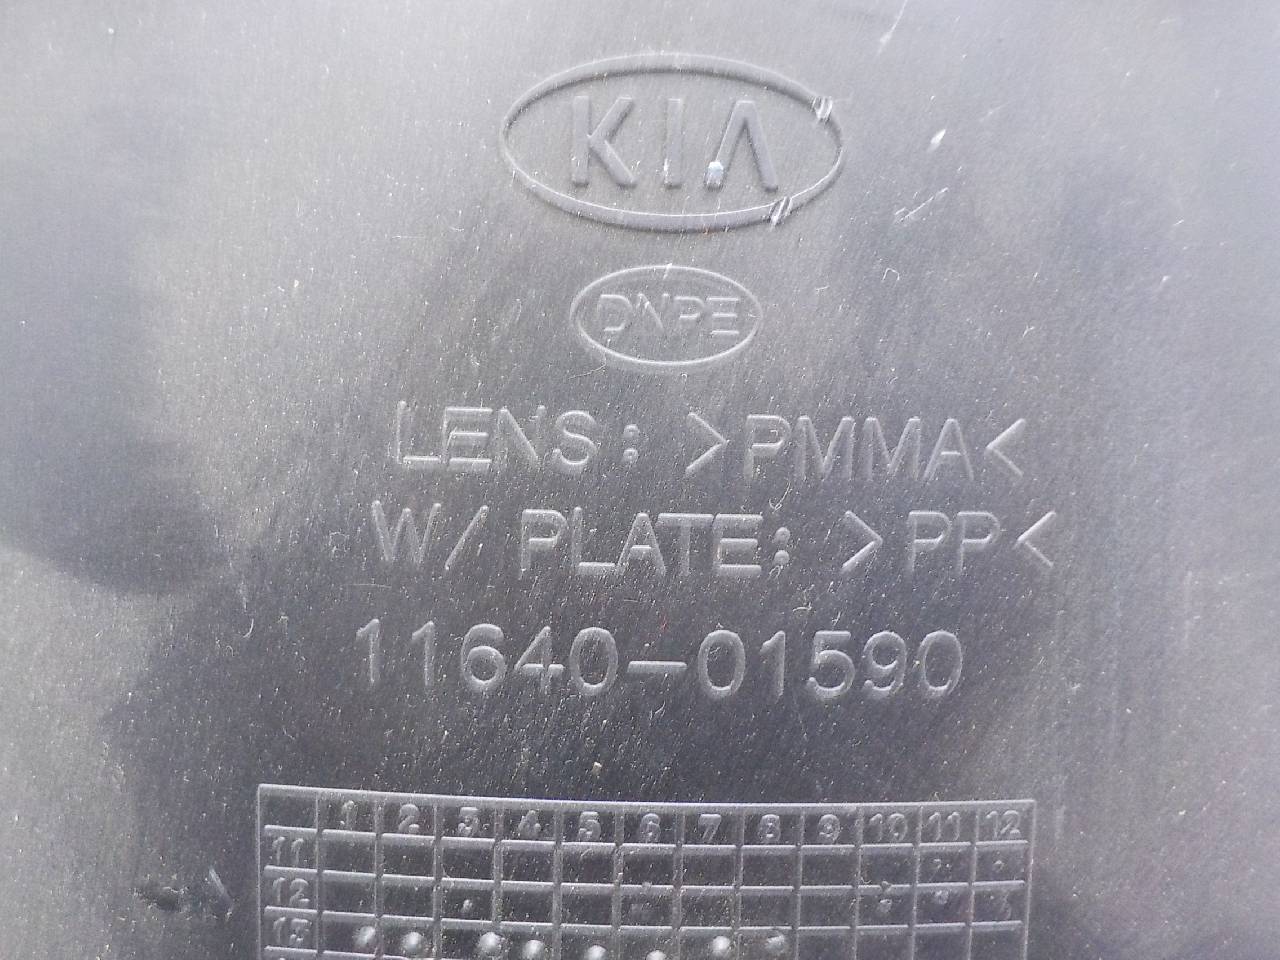 KIA
DNPE
LENS: >PMMA<
W/ PLATE: >PP<
11640-01590
1 2 3 4 5 6 7 8 9 10 11 12
11
12
13